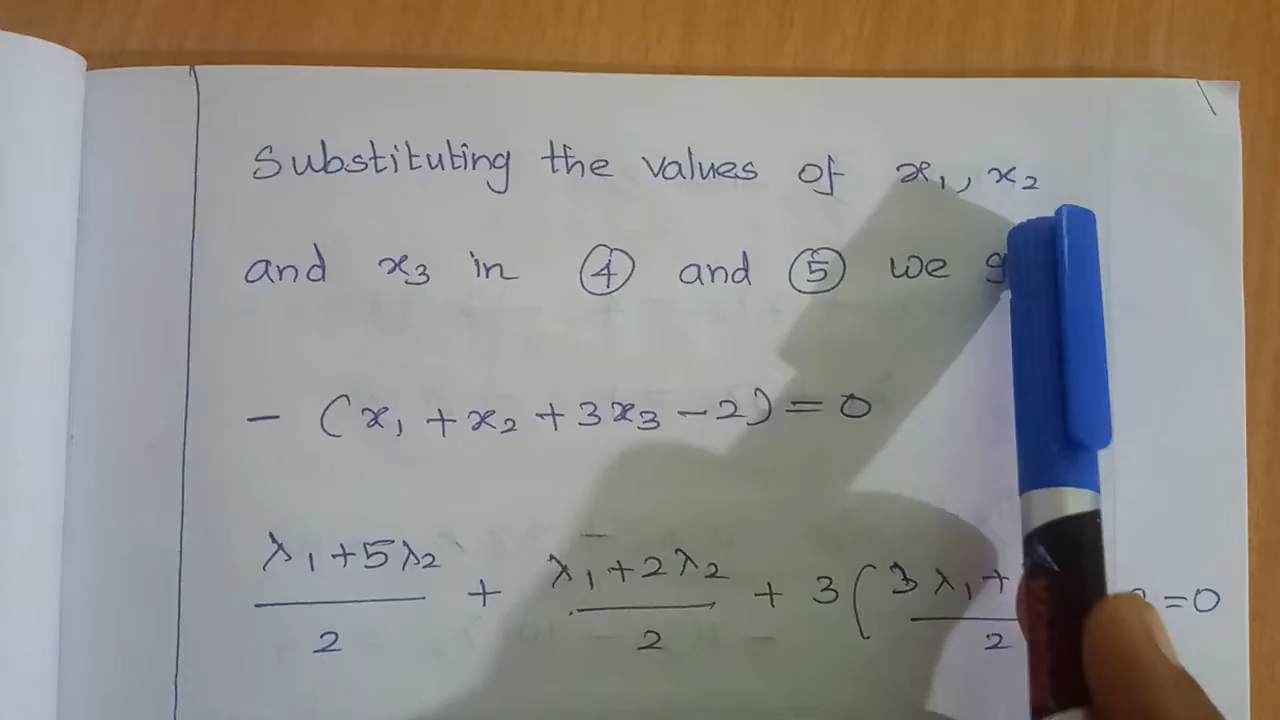 Substituting the values of x₁, x₂
and x₃ in ④ and ⑤ we
- (x₁ + x₂ + 3x₃ - 2) = 0
λ₁+5λ₂/2 + λ₁+2λ₂/2 + 3(3λ₁+ /2 =0